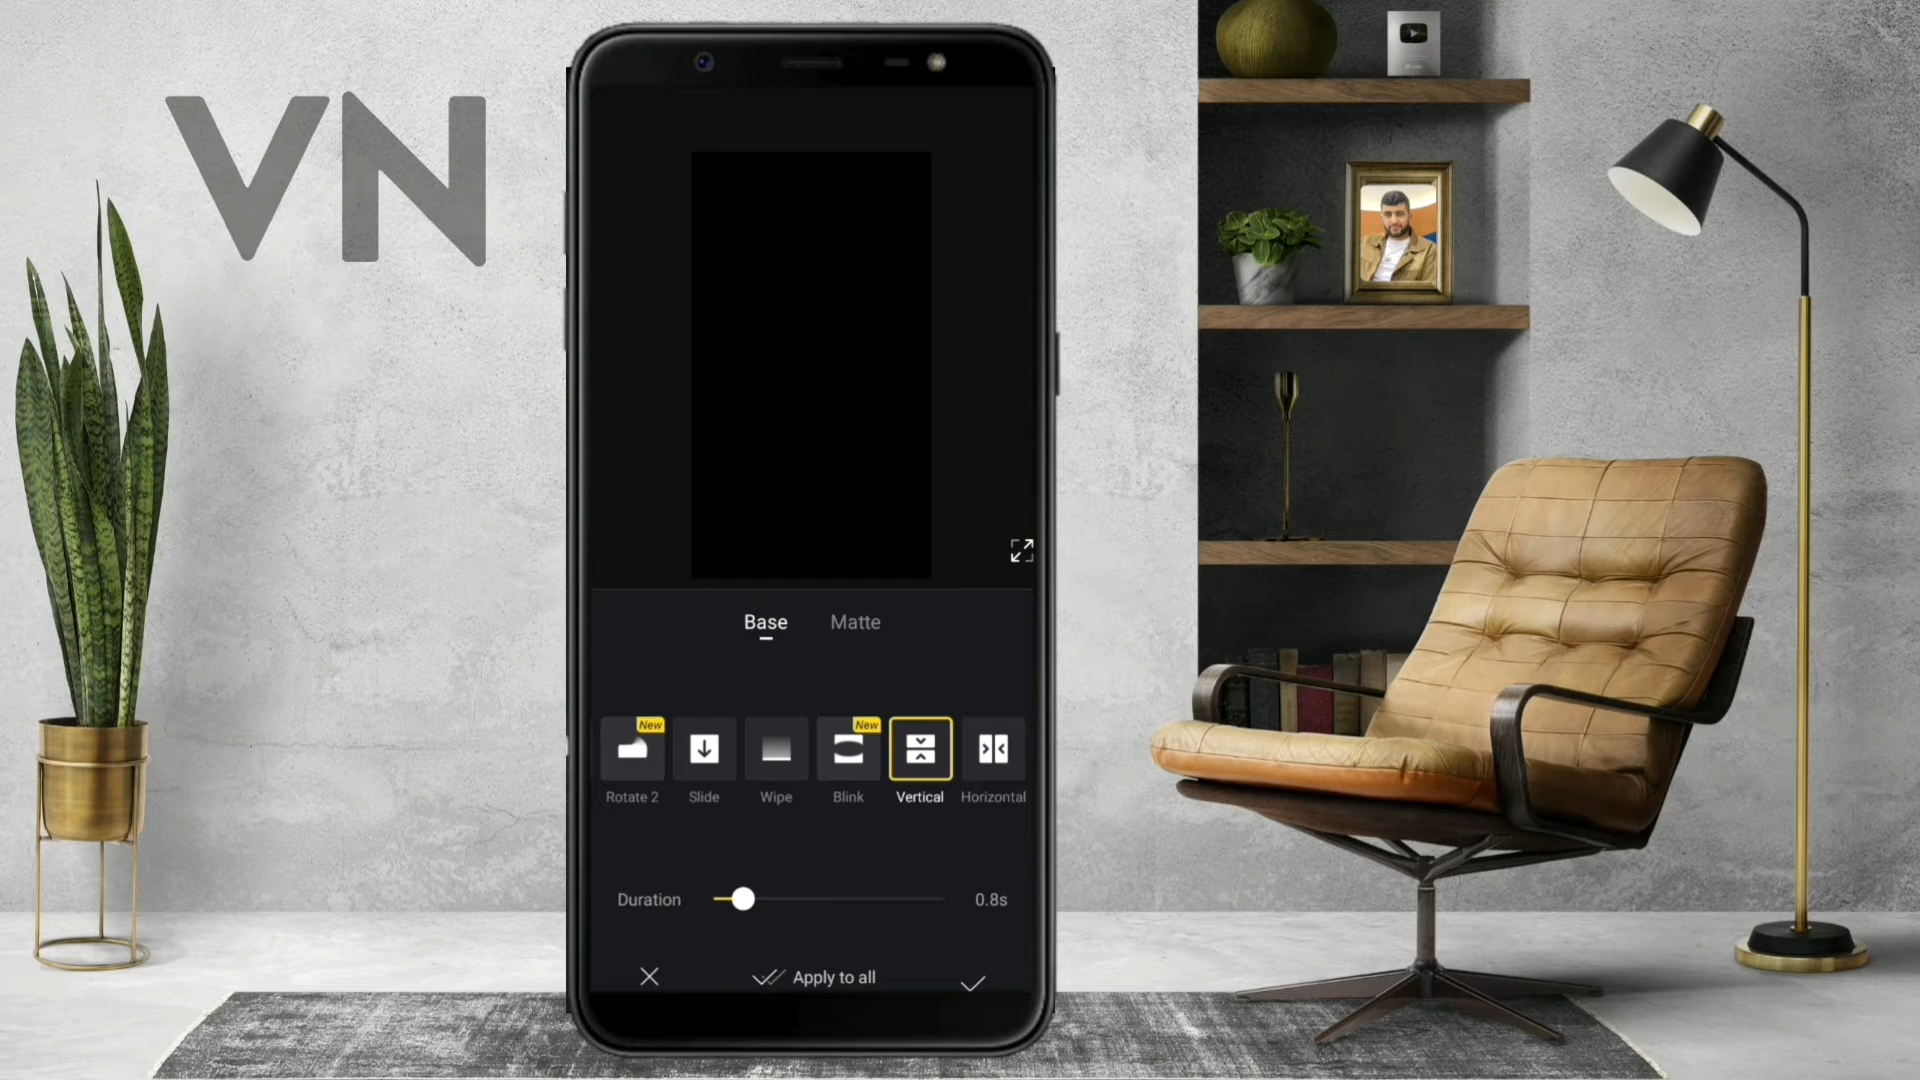 VN
Base Matte
New New
Rotate 2 Slide Wipe Blink Vertical Horizontal
Duration 0.8s
Apply to all